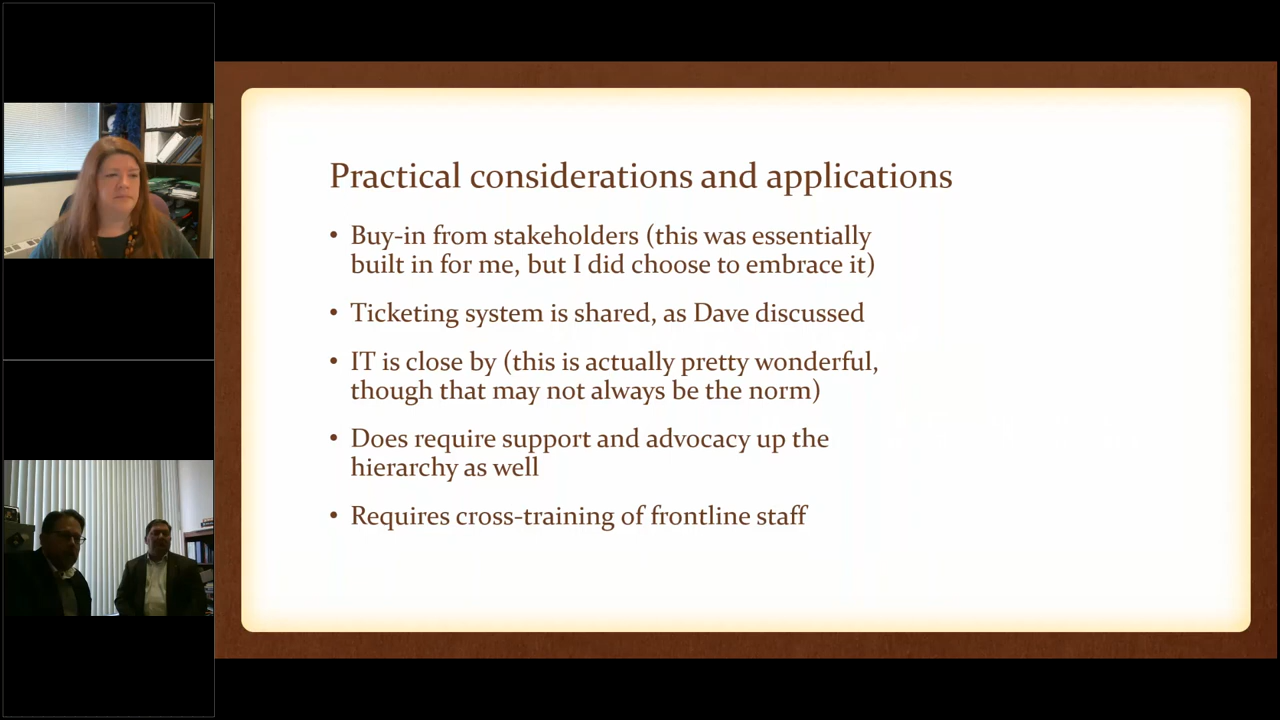 Practical considerations and applications
• Buy-in from stakeholders (this was essentially
built in for me, but I did choose to embrace it)
• Ticketing system is shared, as Dave discussed
• IT is close by (this is actually pretty wonderful,
though that may not always be the norm)
• Does require support and advocacy up the
hierarchy as well
• Requires cross-training of frontline staff